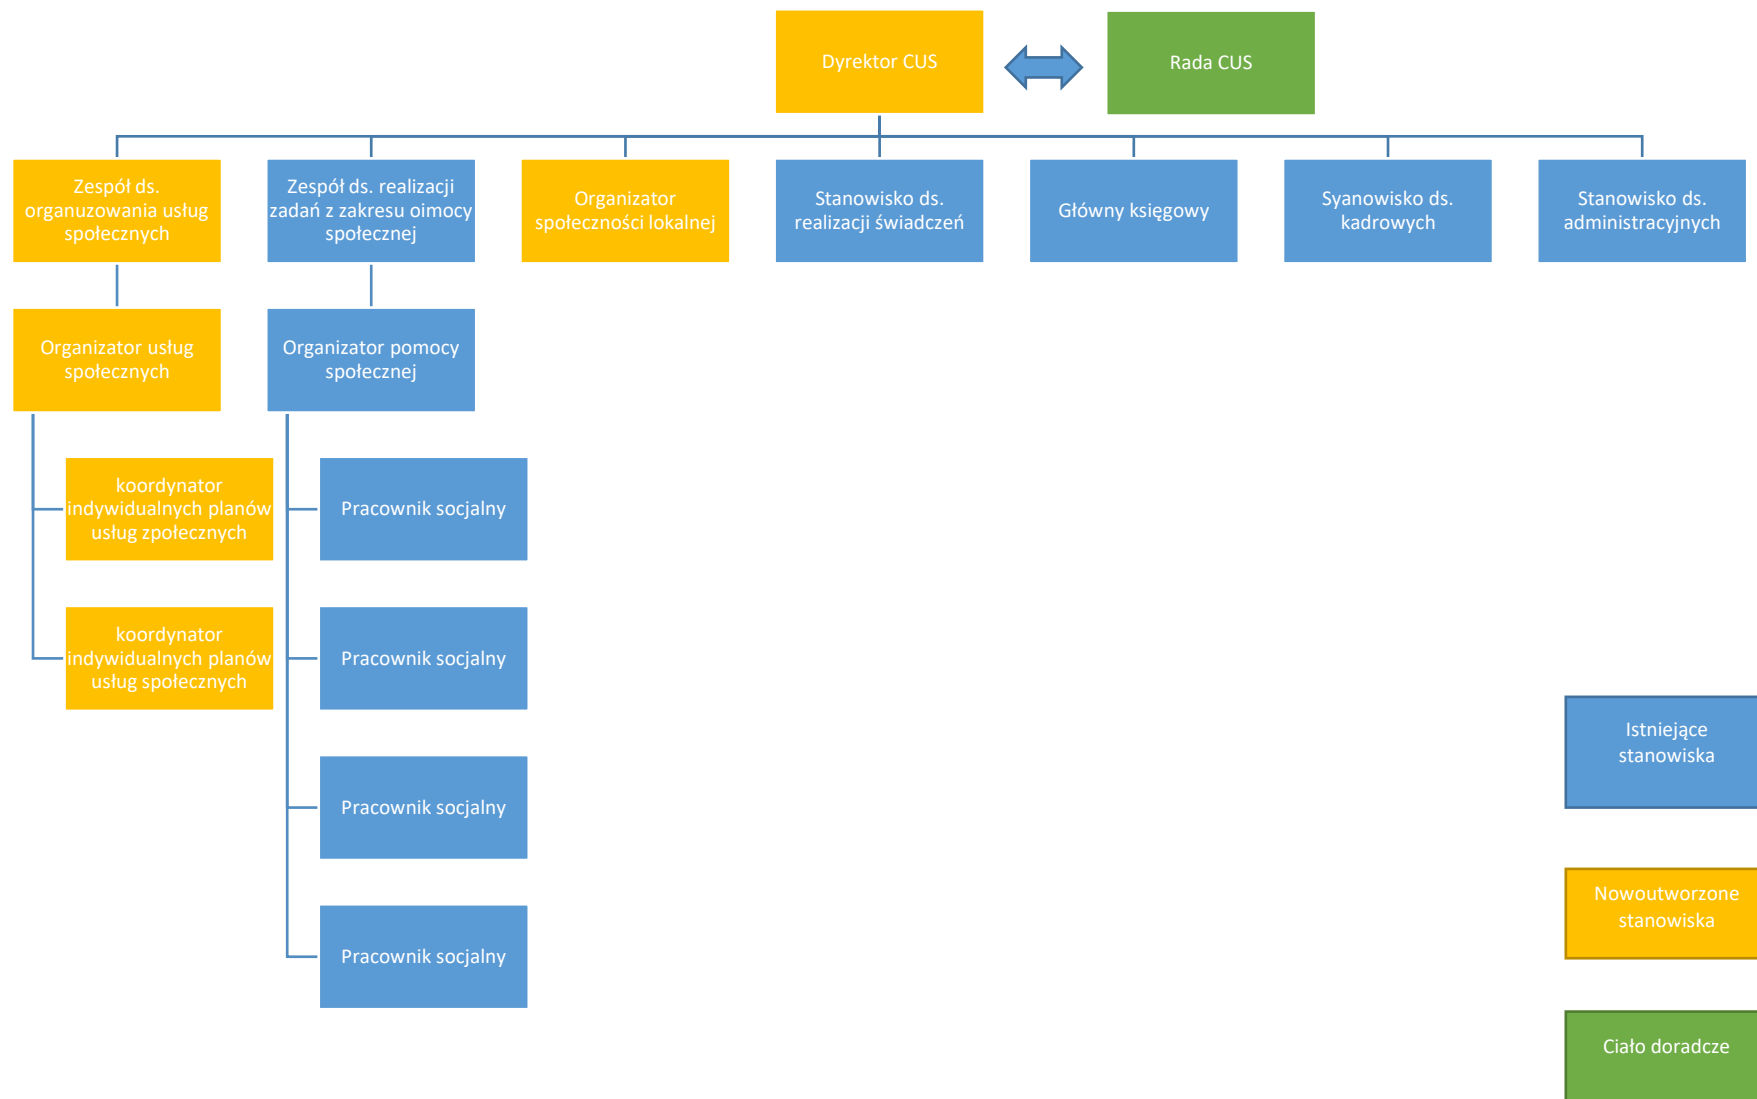 Dyrektor CUS
Rada CUS
Zespół ds.
organuzowania usług
społecznych
Zespół ds. realizacji
zadań z zakresu oimocy
społecznej
Organizator
społeczności lokalnej
Stanowisko ds.
realizacji świadczeń
Główny księgowy
Syanowisko ds.
kadrowych
Stanowisko ds.
administracyjnych
Organizator usług
społecznych
Organizator pomocy
społecznej
koordynator
indywidualnych planów
usług zpołecznych
Pracownik socjalny
koordynator
indywidualnych planów
usług społecznych
Pracownik socjalny
Pracownik socjalny
Pracownik socjalny
Istniejące
stanowiska
Nowoutworzone
stanowiska
Ciało doradcze